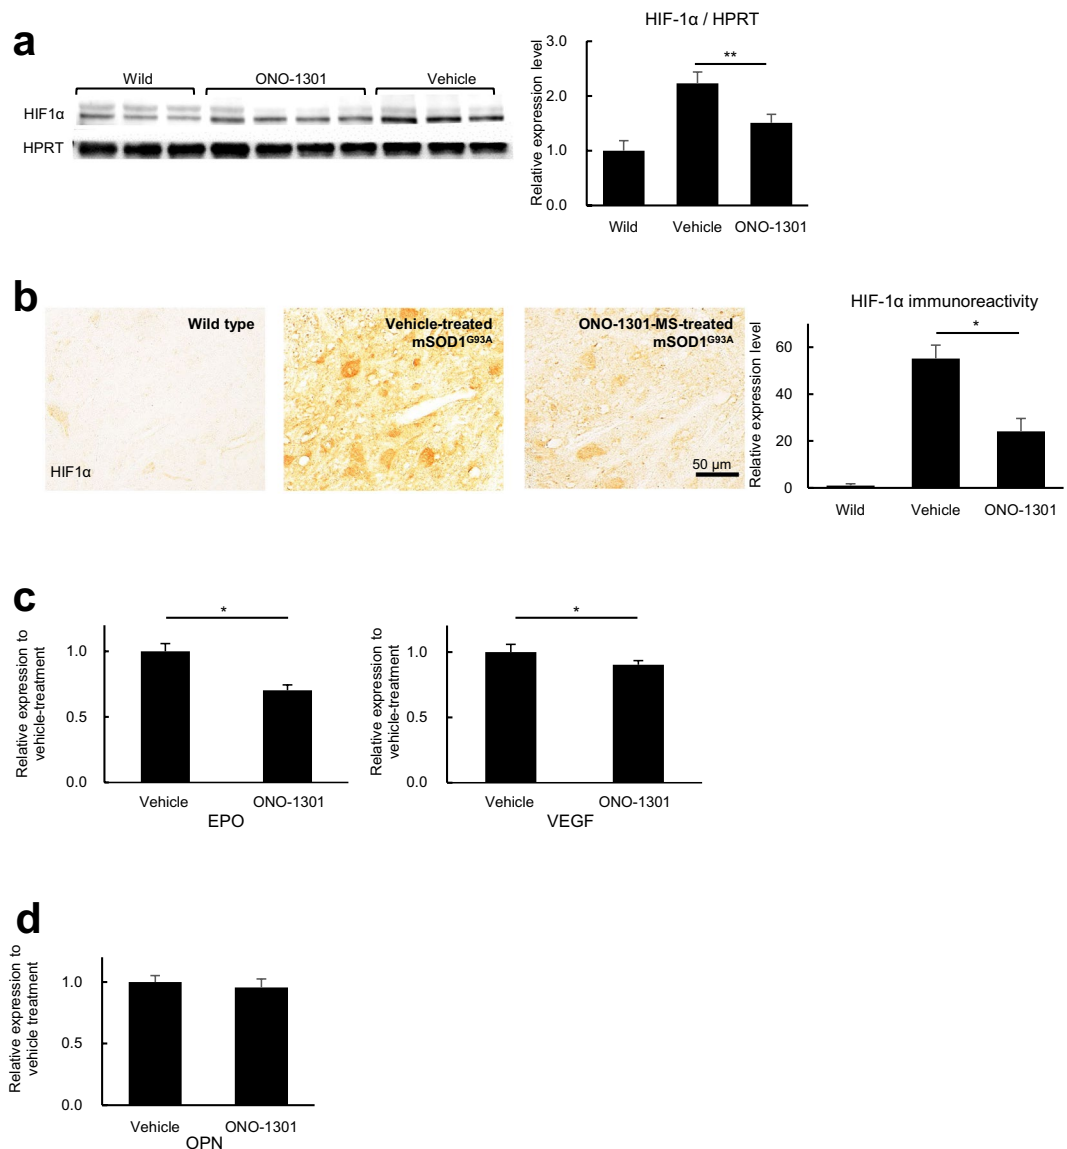 a
Wild
ONO-1301
Vehicle
HIF1α
HPRT
HIF-1α / HPRT
Relative expression level
3.0
2.0
1.0
0.0
**
Wild
Vehicle
ONO-1301
b
Wild type
HIF1α
Vehicle-treated
mSOD1G93A
ONO-1301-MS-treated
mSOD1G93A
50 µm
HIF-1α immunoreactivity
Relative expression level
60
40
20
0
*
Wild
Vehicle
ONO-1301
c
Relative expression to
vehicle-treatment
1.0
0.5
0.0
*
Vehicle
ONO-1301
EPO
Relative expression to
vehicle-treatment
1.0
0.5
0.0
*
Vehicle
ONO-1301
VEGF
d
Relative expression to
vehicle treatment
1.0
0.5
0.0
Vehicle
ONO-1301
OPN